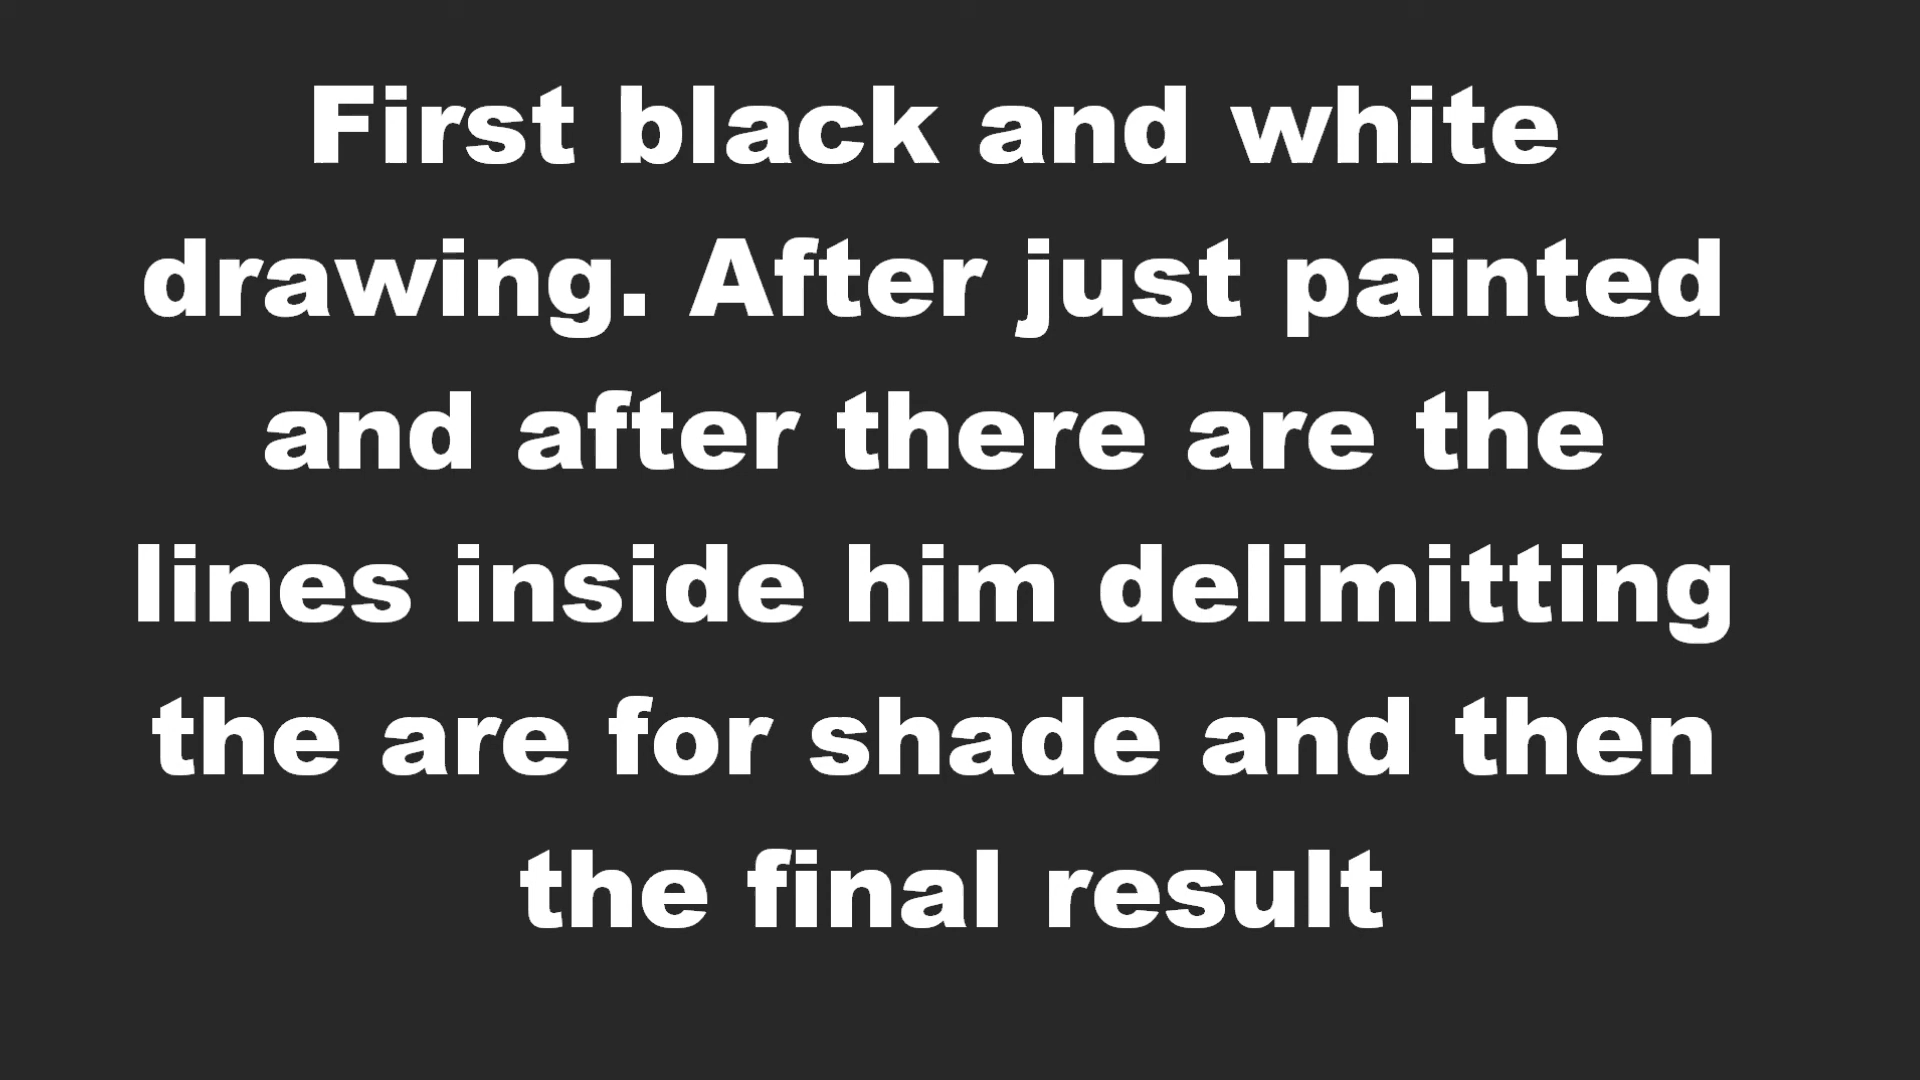 First black and white
drawing. After just painted
and after there are the
lines inside him delimitting
the are for shade and then
the final result